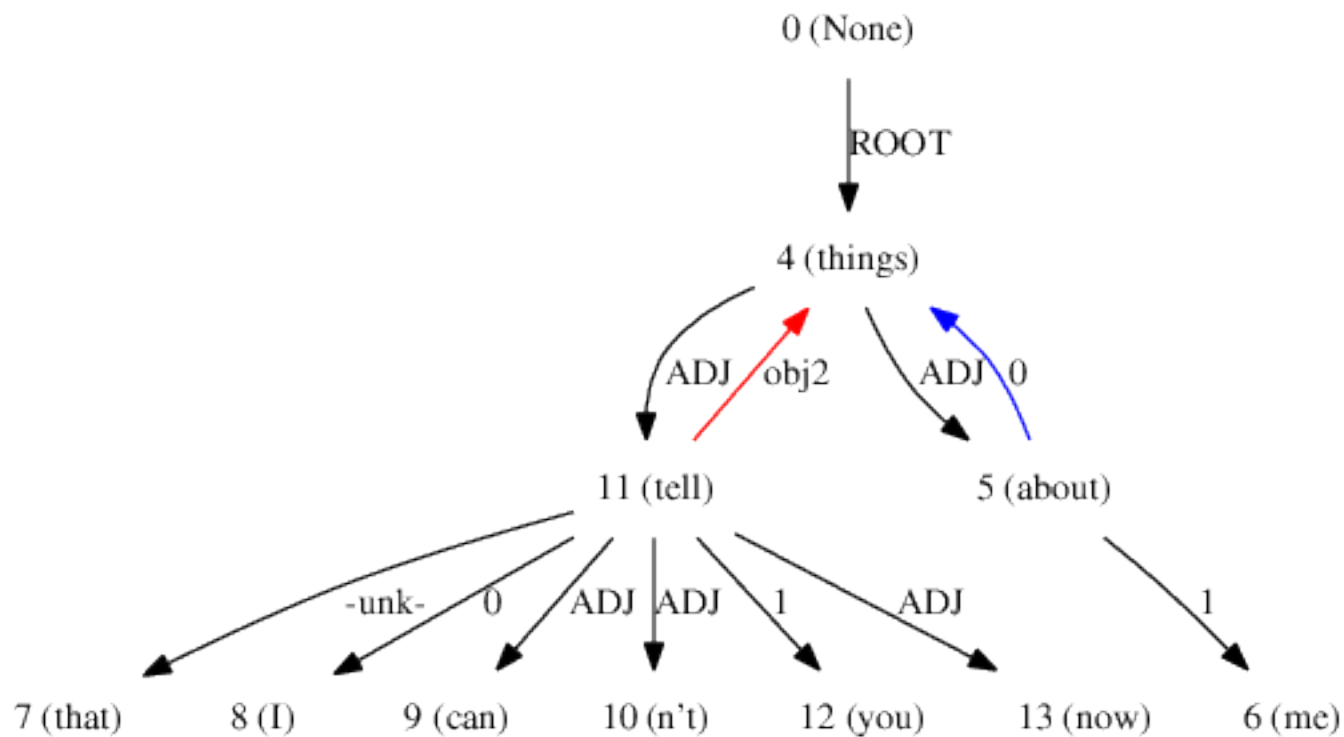 0 (None)
ROOT
4 (things)
ADJ obj2 ADJ 0
11 (tell) 5 (about)
-unk- 0 ADJ ADJ 1 ADJ 1
7 (that) 8 (I) 9 (can) 10 (n't) 12 (you) 13 (now) 6 (me)